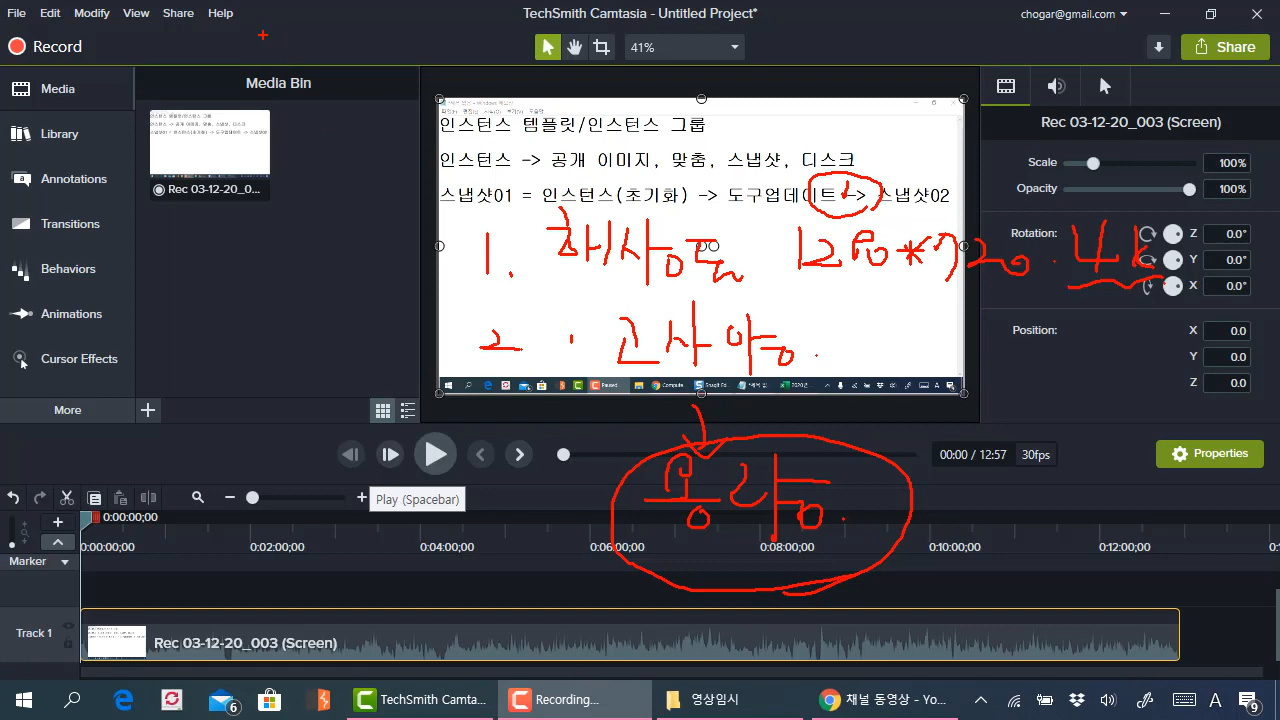 File Edit Modify View Share Help
TechSmith Camtasia - Untitled Project*
chogar@gmail.com
Record
41%
Share
Media
Library
Annotations
Transitions
Behaviors
Animations
Cursor Effects
More
Media Bin
Rec 03-12-20_0...
인스턴스 템플릿/인스턴스 그룹
인스턴스 -> 공개 이미지, 맞춤, 스냅샷, 디스크
스냅샷01 = 인스턴스(초기화) -> 도구업데이트 -> 스냅샷02
1. 해상도 1280*720. 4k
2. 고사양.
용량.
Rec 03-12-20_003 (Screen)
Scale 100%
Opacity 100%
Rotation: Z 0.0°
Y 0.0°
X 0.0°
Position: X 0.0
Y 0.0
Z 0.0
00:00 / 12:57 30fps
Properties
Play (Spacebar)
0:00:00;00
0:00:00;00 0:02:00;00 0:04:00;00 0:06:00;00 0:08:00;00 0:10:00;00 0:12:00;00
Marker
Track 1
Rec 03-12-20_003 (Screen)
6 TechSmith Camta... Recording... 영상임시 채널 동영상 - Yo... A 9